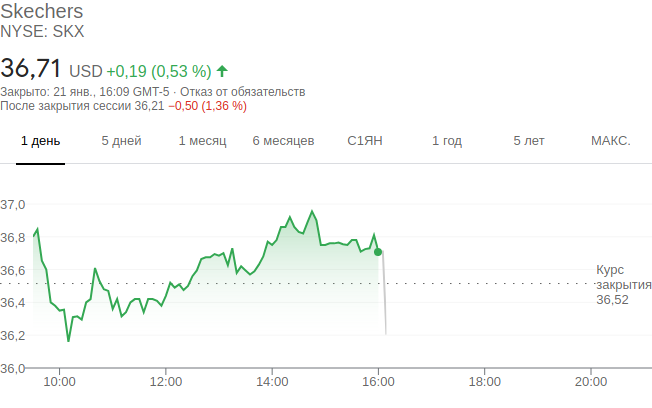 Skechers
NYSE: SKX
36,71 USD +0,19 (0,53 %)
Закрыто: 21 янв., 16:09 GMT-5 · Отказ от обязательств
После закрытия сессии 36,21 −0,50 (1,36 %)
1 день 5 дней 1 месяц 6 месяцев С1ЯН 1 год 5 лет МАКС.
37,0
36,8
36,6
36,4
36,2
36,0
Курс
закрытия
36,52
10:00 12:00 14:00 16:00 18:00 20:00